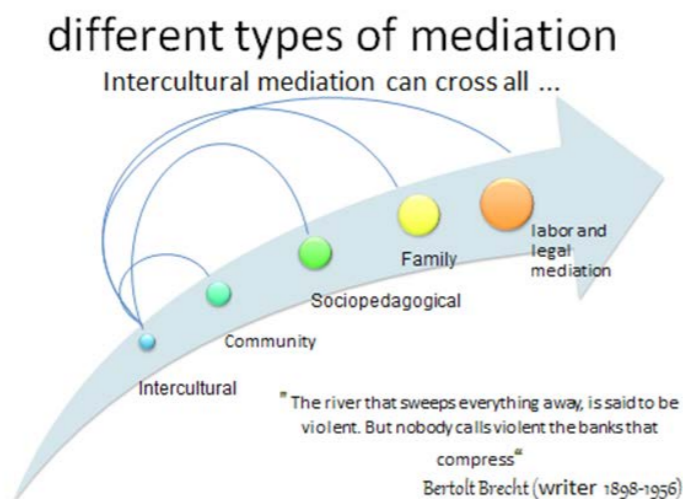 different types of mediation
Intercultural mediation can cross all ...
labor and
legal
mediation
Family
Sociopedagogical
Community
Intercultural
" The river that sweeps everything away, is said to be
violent. But nobody calls violent the banks that
compress"
Bertolt Brecht (writer 1898-1956)